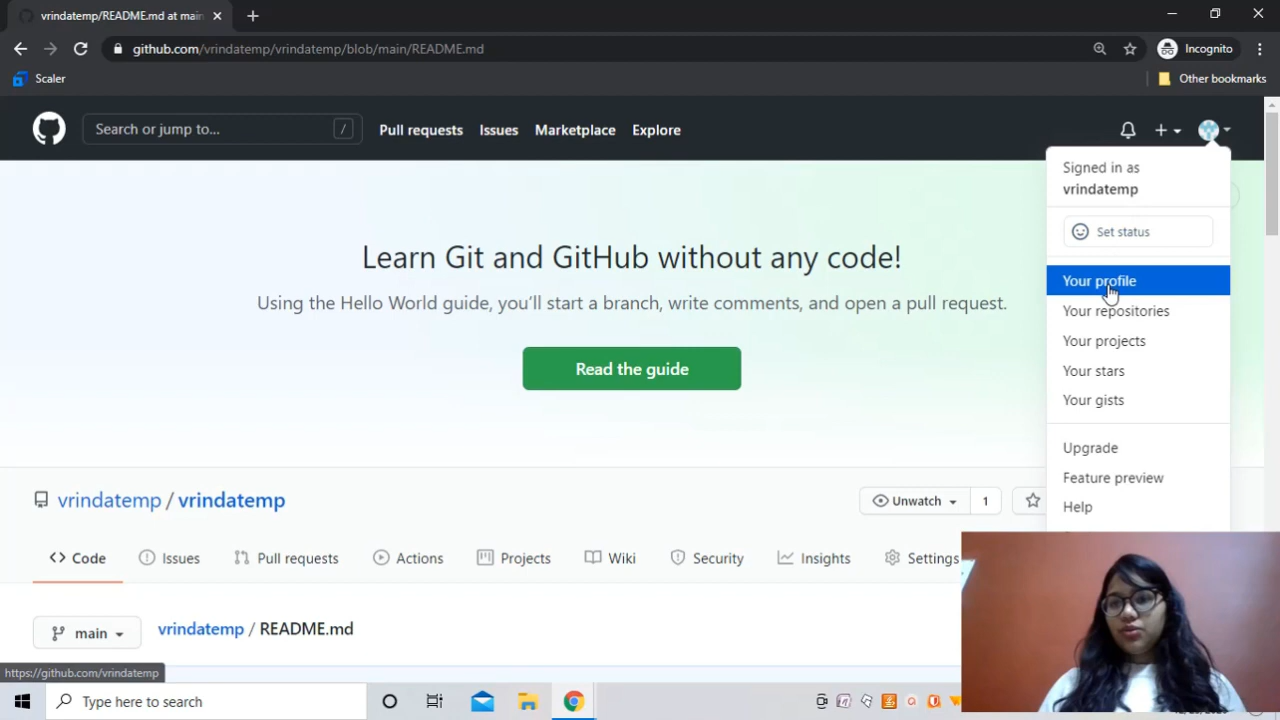 vrindatemp/README.md at main
github.com/vrindatemp/vrindatemp/blob/main/README.md
Incognito
Scaler
Other bookmarks
Search or jump to...
/
Pull requests
Issues
Marketplace
Explore
Signed in as
vrindatemp
Set status
Learn Git and GitHub without any code!
Using the Hello World guide, you’ll start a branch, write comments, and open a pull request.
Read the guide
Your profile
Your repositories
Your projects
Your stars
Your gists
Upgrade
Feature preview
Help
vrindatemp / vrindatemp
Unwatch
1
Code
Issues
Pull requests
Actions
Projects
Wiki
Security
Insights
Settings
main
vrindatemp / README.md
https://github.com/vrindatemp
Type here to search